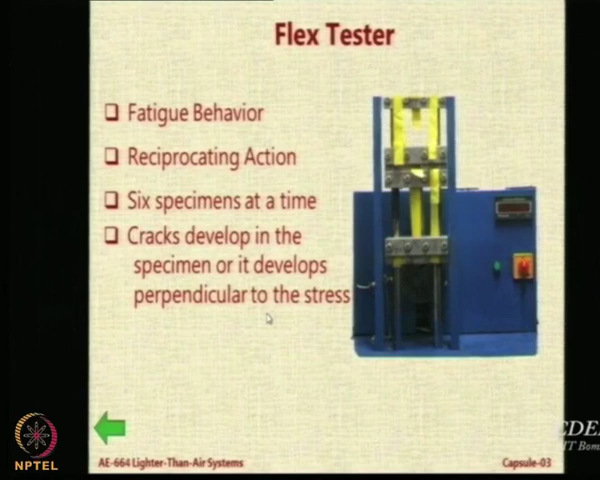 Flex Tester
Fatigue Behavior
Reciprocating Action
Six specimens at a time
Cracks develop in the
specimen or it develops
perpendicular to the stress
NPTEL
AE-664 Lighter-Than-Air Systems
Capsule-03
CDE
IT Bom